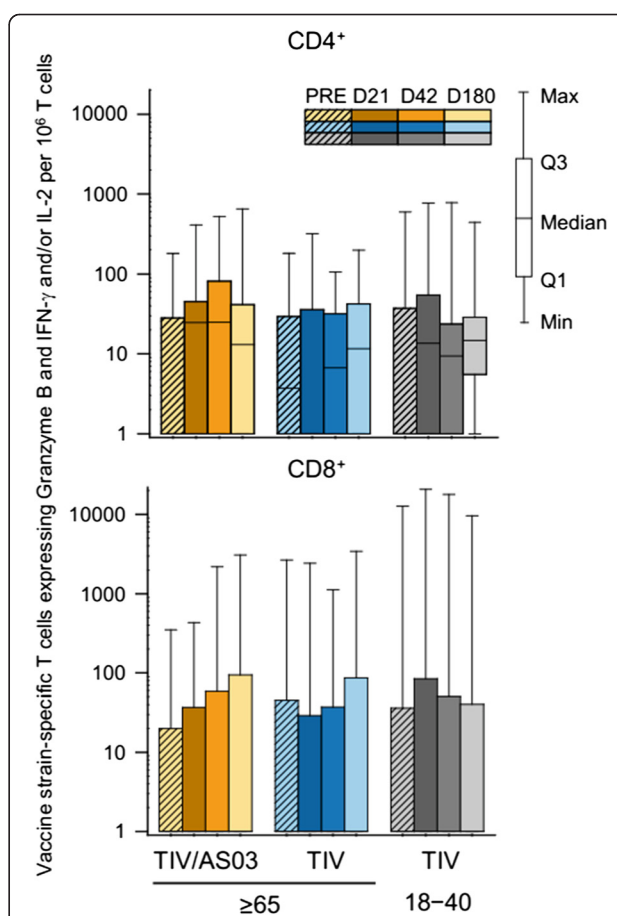 CD4⁺
PRE D21 D42 D180
Max
Q3
Median
Q1
Min
10000
1000
100
10
1
Vaccine strain-specific T cells expressing Granzyme B and IFN-γ and/or IL-2 per 10⁶ T cells
CD8⁺
10000
1000
100
10
1
TIV/AS03 TIV TIV
≥65 18–40